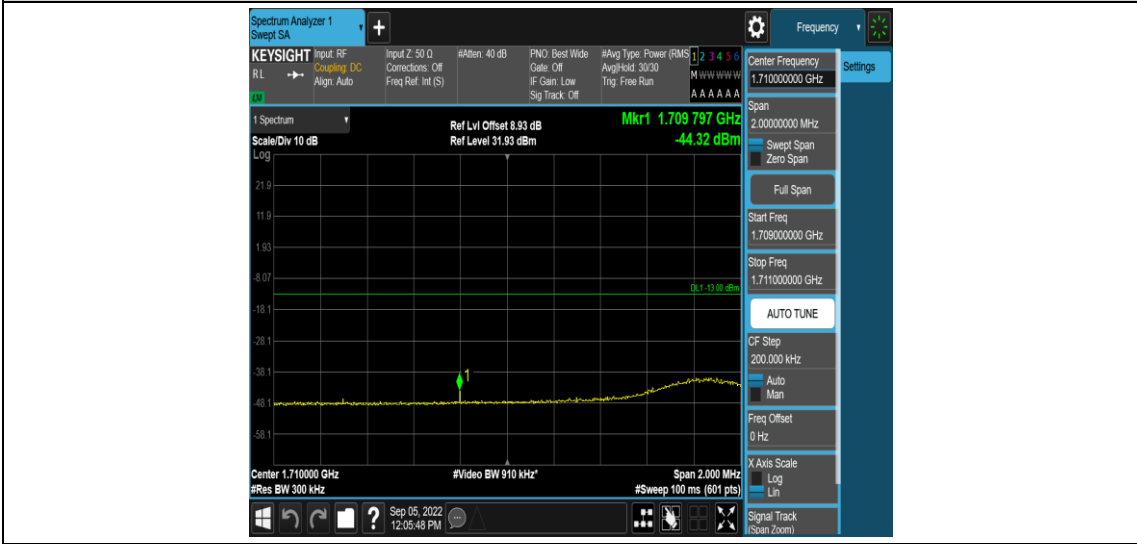 Spectrum Analyzer 1
Swept SA
+
Frequency
KEYSIGHT
RL
Input: RF
Coupling: DC
Align: Auto
Input Z: 50 Ω
Corrections: Off
Freq Ref: Int (S)
#Atten: 40 dB
PNO: Best Wide
Gate: Off
IF Gain: Low
Sig Track: Off
#Avg Type: Power (RMS
Avg|Hold: 30/30
Trig: Free Run
1 2 3 4 5 6
M W W W W W
A A A A A A
1 Spectrum
Scale/Div 10 dB
Log
Ref Lvl Offset 8.93 dB
Ref Level 31.93 dBm
Mkr1 1.709 797 GHz
-44.32 dBm
21.9
11.9
1.93
-8.07
DL1 -13.00 dBm
-18.1
-28.1
-38.1
1
-48.1
-58.1
Center 1.710000 GHz
#Res BW 300 kHz
#Video BW 910 kHz*
Span 2.000 MHz
#Sweep 100 ms (601 pts)
?
Sep 05, 2022
12:05:48 PM
Center Frequency
1.710000000 GHz
Settings
Span
2.00000000 MHz
Swept Span
Zero Span
Full Span
Start Freq
1.709000000 GHz
Stop Freq
1.711000000 GHz
AUTO TUNE
CF Step
200.000 kHz
Auto
Man
Freq Offset
0 Hz
X Axis Scale
Log
Lin
Signal Track
(Span Zoom)